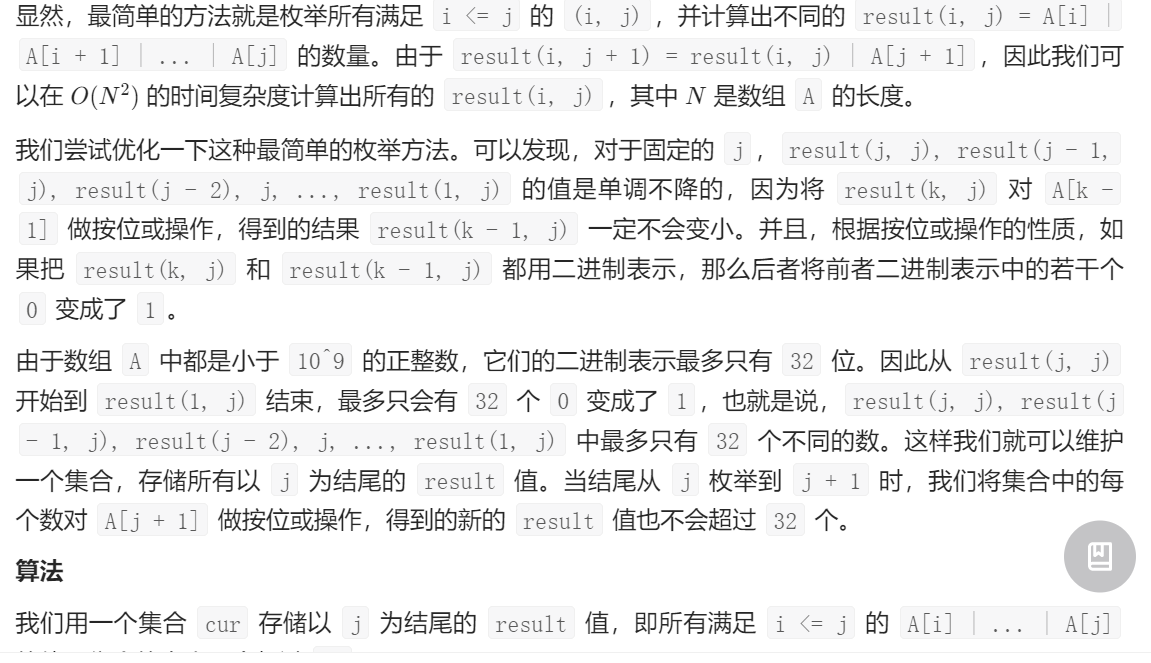 显然，最简单的方法就是枚举所有满足 i <= j 的 (i, j)，并计算出不同的 result(i, j) = A[i] |
A[i + 1] | ... | A[j] 的数量。由于 result(i, j + 1) = result(i, j) | A[j + 1]，因此我们可
以在 O(N²) 的时间复杂度计算出所有的 result(i, j)，其中 N 是数组 A 的长度。
我们尝试优化一下这种最简单的枚举方法。可以发现，对于固定的 j，result(j, j), result(j - 1,
j), result(j - 2), j, ..., result(1, j) 的值是单调不降的，因为将 result(k, j) 对 A[k -
1] 做按位或操作，得到的结果 result(k - 1, j) 一定不会变小。并且，根据按位或操作的性质，如
果把 result(k, j) 和 result(k - 1, j) 都用二进制表示，那么后者将前者二进制表示中的若干个
0 变成了 1。
由于数组 A 中都是小于 10^9 的正整数，它们的二进制表示最多只有 32 位。因此从 result(j, j)
开始到 result(1, j) 结束，最多只会有 32 个 0 变成了 1，也就是说，result(j, j), result(j
- 1, j), result(j - 2), j, ..., result(1, j) 中最多只有 32 个不同的数。这样我们就可以维护
一个集合，存储所有以 j 为结尾的 result 值。当结尾从 j 枚举到 j + 1 时，我们将集合中的每
个数对 A[j + 1] 做按位或操作，得到的新的 result 值也不会超过 32 个。
算法
我们用一个集合 cur 存储以 j 为结尾的 result 值，即所有满足 i <= j 的 A[i] | ... | A[j]